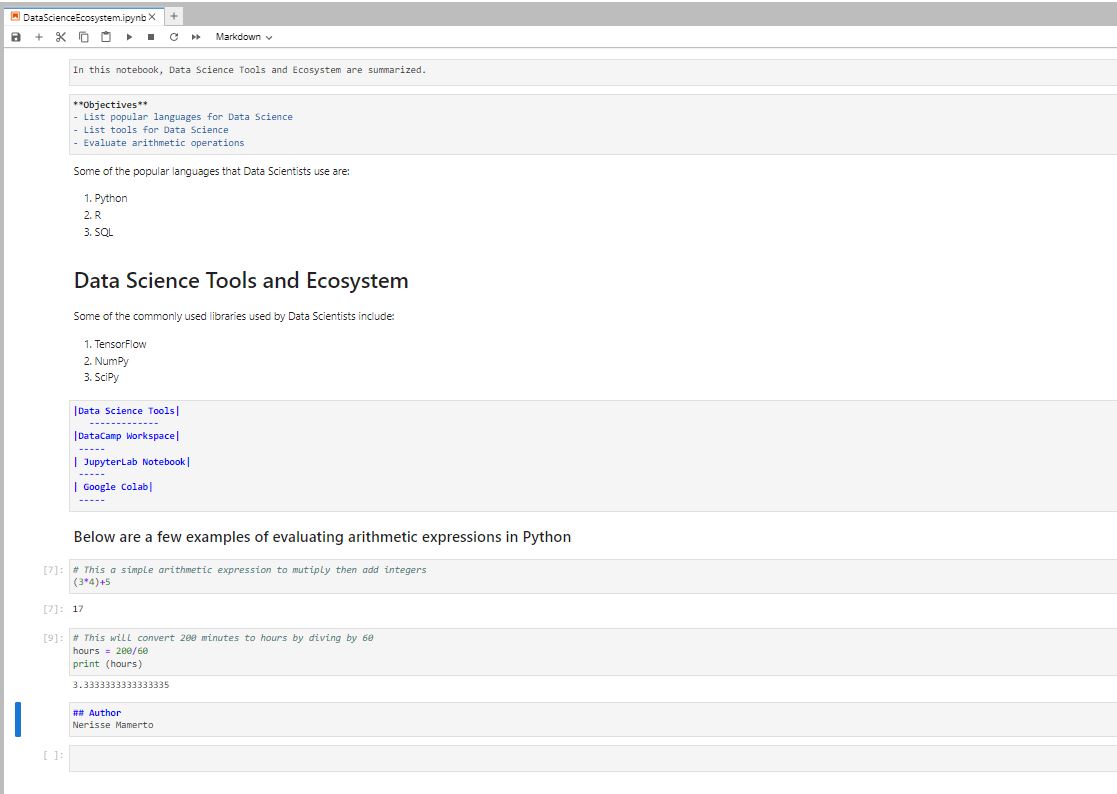 DataScienceEcosystem.ipynb
Markdown
In this notebook, Data Science Tools and Ecosystem are summarized.
**Objectives**
- List popular languages for Data Science
- List tools for Data Science
- Evaluate arithmetic operations
Some of the popular languages that Data Scientists use are:
1. Python
2. R
3. SQL
Data Science Tools and Ecosystem
Some of the commonly used libraries used by Data Scientists include:
1. TensorFlow
2. NumPy
3. SciPy
|Data Science Tools|
-------------
|DataCamp Workspace|
-----
| JupyterLab Notebook|
-----
| Google Colab|
-----
Below are a few examples of evaluating arithmetic expressions in Python
[7]: # This a simple arithmetic expression to mutiply then add integers
(3*4)+5
[7]: 17
[9]: # This will convert 200 minutes to hours by diving by 60
hours = 200/60
print (hours)
3.3333333333333335
## Author
Nerisse Mamerto
[ ]: